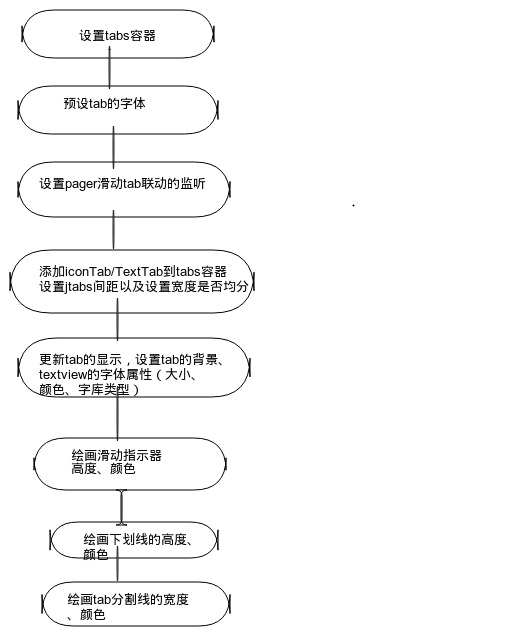 设置tabs容器
预设tab的字体
设置pager滑动tab联动的监听
添加iconTab/TextTab到tabs容器
设置jtabs间距以及设置宽度是否均分
更新tab的显示，设置tab的背景、
textview的字体属性（大小、
颜色、字库类型）
绘画滑动指示器
高度、颜色
绘画下划线的高度、
颜色
绘画tab分割线的宽度
、颜色